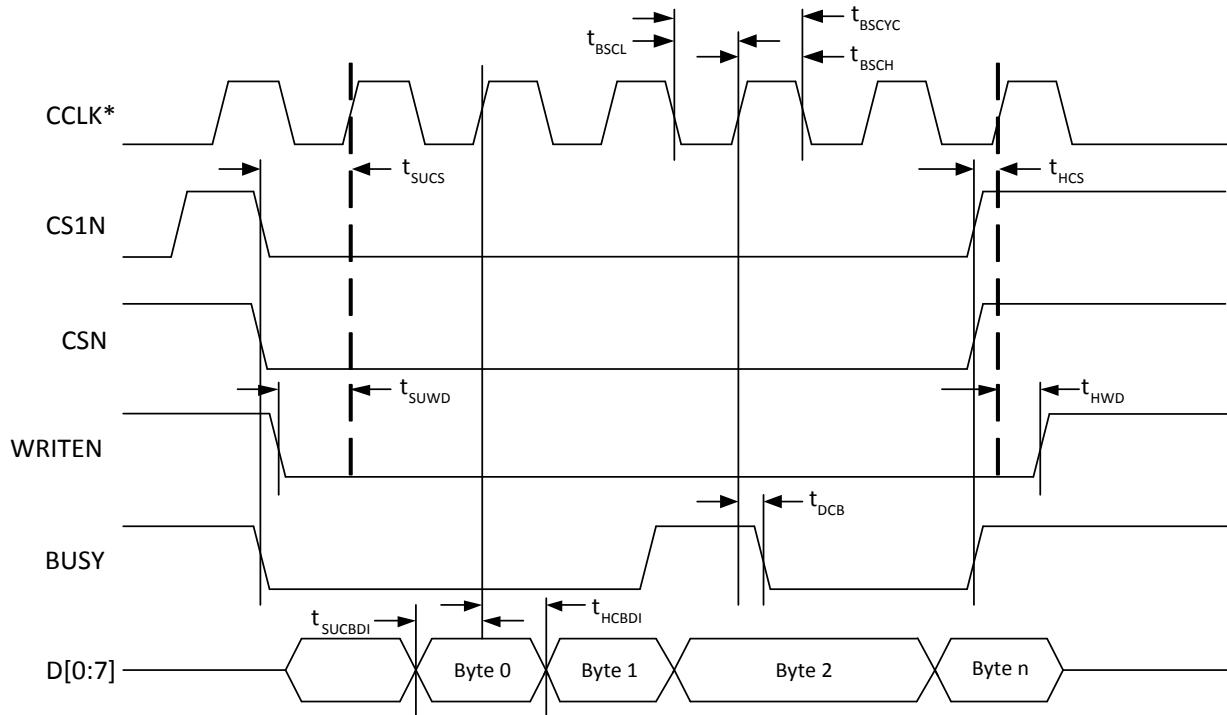 tBSCYC
tBSCL
tBSCH
CCLK*
tSUCS
tHCS
CS1N
CSN
tSUWD
tHWD
WRITEN
tDCB
BUSY
tSUCBDI
tHCBDI
D[0:7]
Byte 0
Byte 1
Byte 2
Byte n